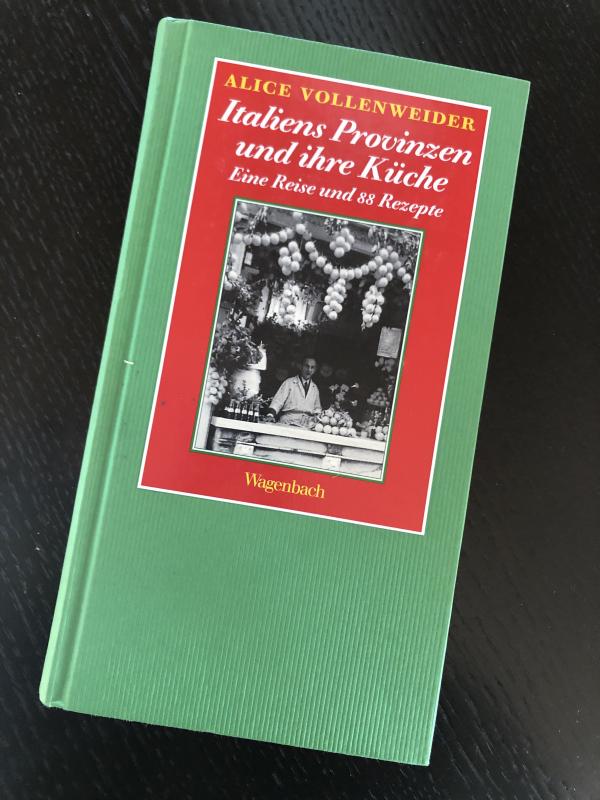 ALICE VOLLENWEIDER
Italiens Provinzen
und ihre Küche
Eine Reise und 88 Rezepte
Wagenbach